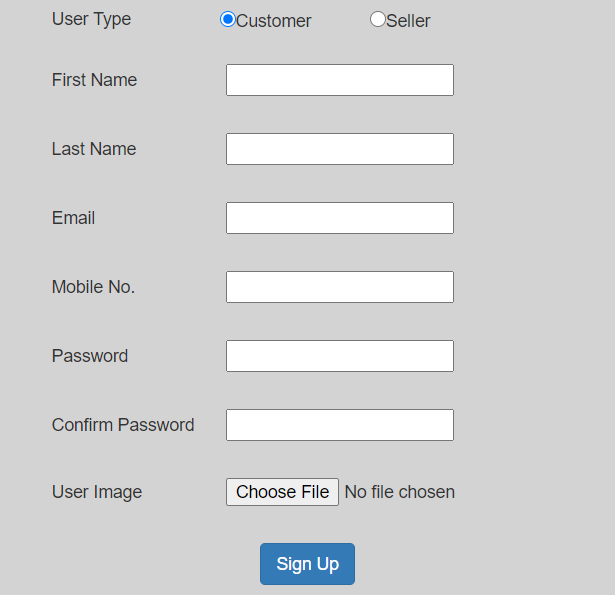 User Type Customer Seller
First Name
Last Name
Email
Mobile No.
Password
Confirm Password
User Image Choose File No file chosen
Sign Up